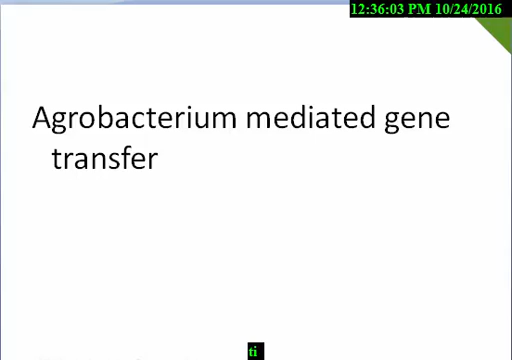 12:36:03 PM 10/24/2016
Agrobacterium mediated gene
transfer
ti